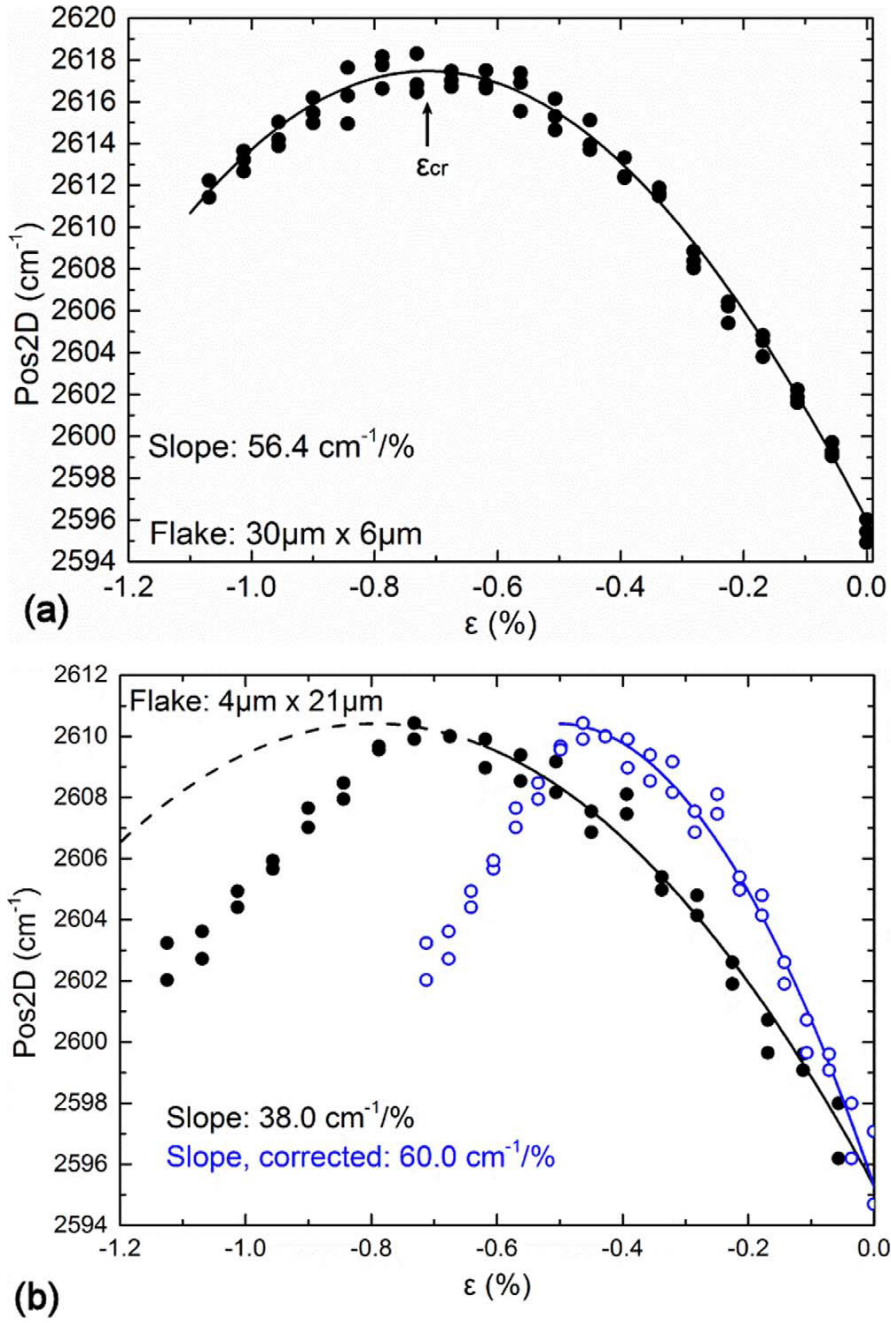 2620
2618
2616
2614
2612
2610
2608
2606
2604
2602
2600
2598
2596
2594
Pos2D (cm⁻¹)
εcr
Slope: 56.4 cm⁻¹/%
Flake: 30μm x 6μm
-1.2 -1.0 -0.8 -0.6 -0.4 -0.2 0.0
(a)
ε (%)
2612
2610
2608
2606
2604
2602
2600
2598
2596
2594
Pos2D (cm⁻¹)
Flake: 4μm x 21μm
Slope: 38.0 cm⁻¹/%
Slope, corrected: 60.0 cm⁻¹/%
-1.2 -1.0 -0.8 -0.6 -0.4 -0.2 0.0
ε (%)
(b)